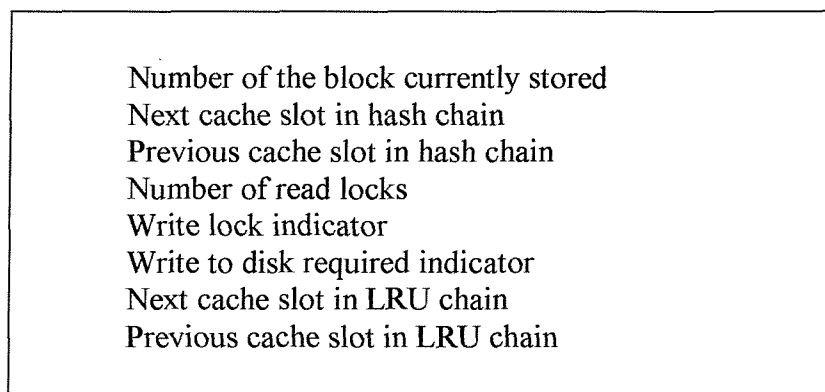 Number of the block currently stored
Next cache slot in hash chain
Previous cache slot in hash chain
Number of read locks
Write lock indicator
Write to disk required indicator
Next cache slot in LRU chain
Previous cache slot in LRU chain